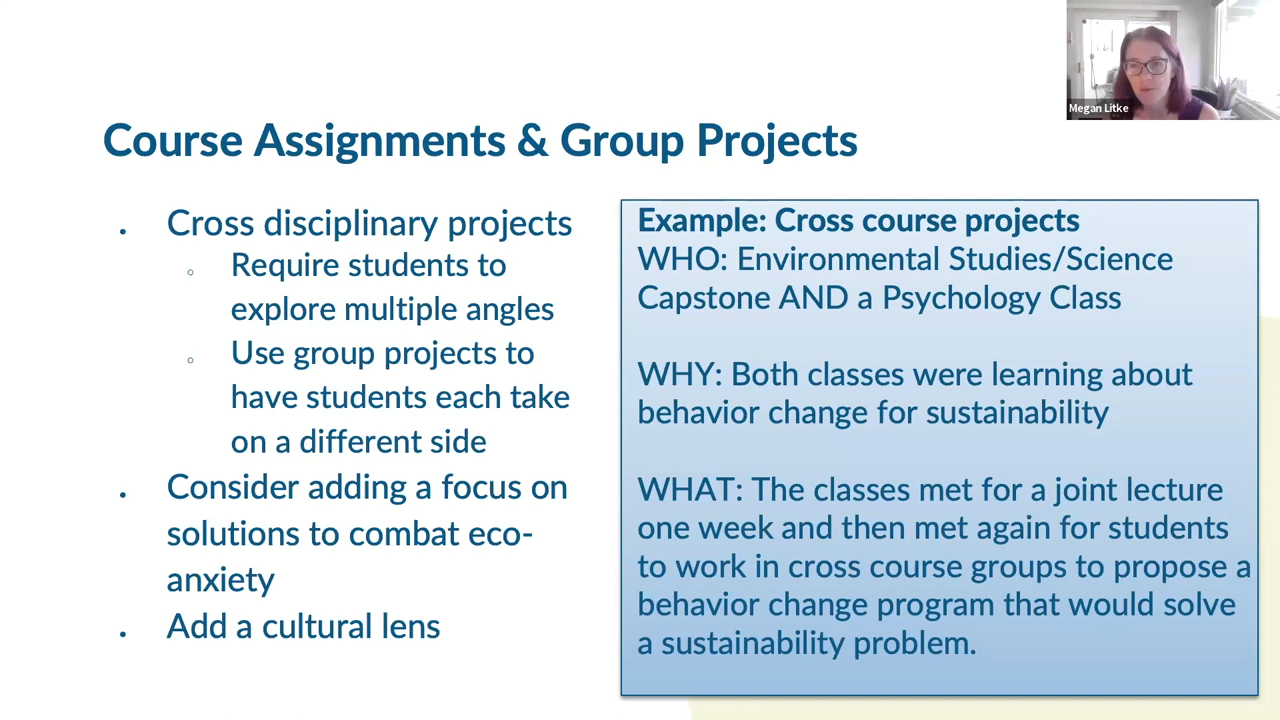 Megan Litke
Course Assignments & Group Projects
. Cross disciplinary projects
○ Require students to
explore multiple angles
○ Use group projects to
have students each take
on a different side
. Consider adding a focus on
solutions to combat eco-
anxiety
. Add a cultural lens
Example: Cross course projects
WHO: Environmental Studies/Science
Capstone AND a Psychology Class
WHY: Both classes were learning about
behavior change for sustainability
WHAT: The classes met for a joint lecture
one week and then met again for students
to work in cross course groups to propose a
behavior change program that would solve
a sustainability problem.